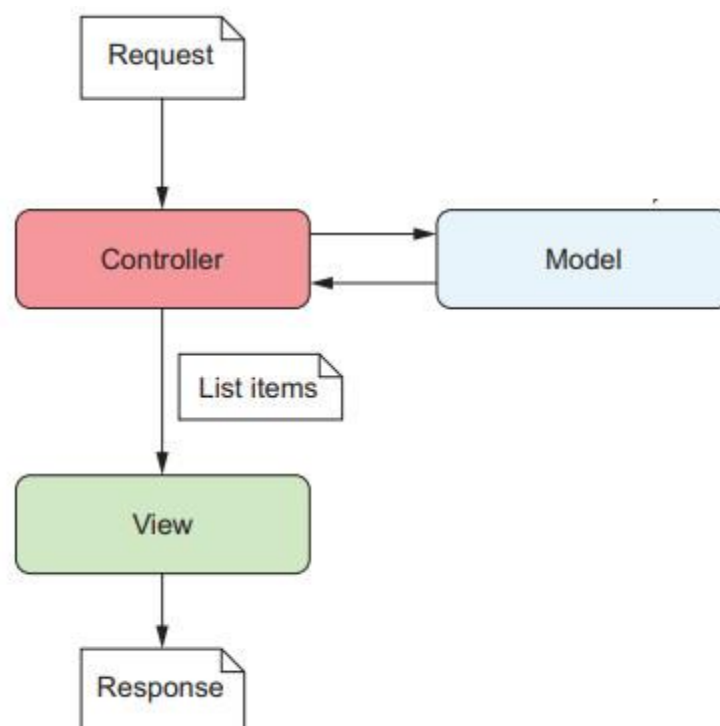 Request
Controller
Model
List items
View
Response